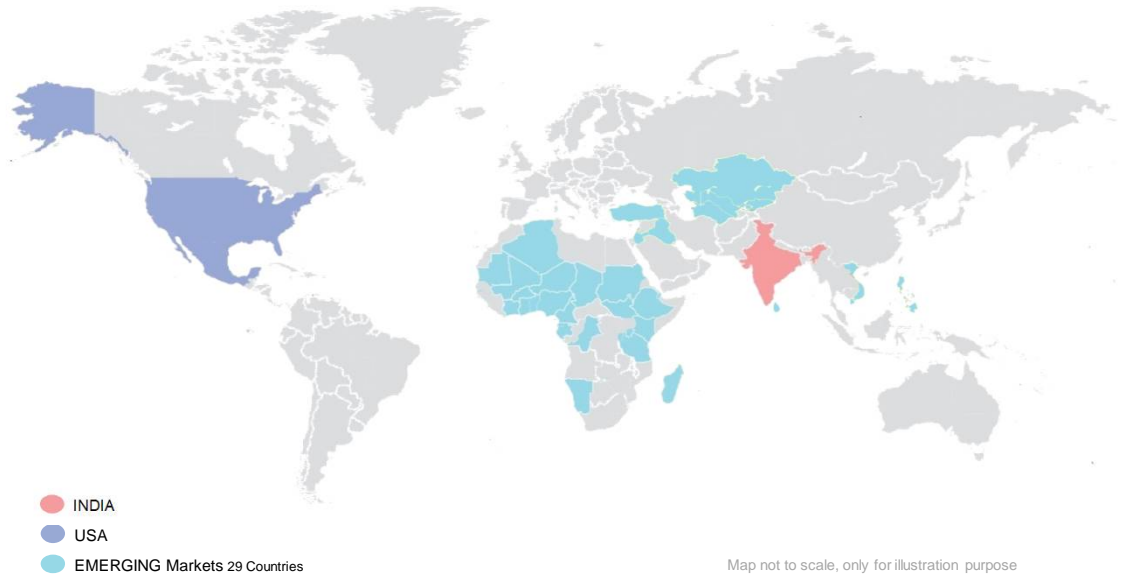 INDIA
USA
EMERGING Markets 29 Countries
Map not to scale, only for illustration purpose